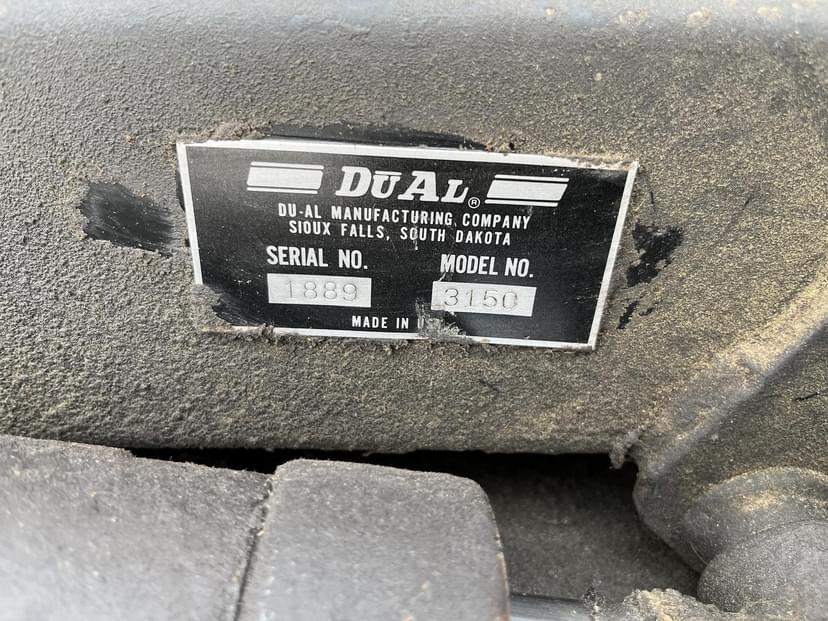 DUAL®
DU-AL MANUFACTURING COMPANY
SIOUX FALLS, SOUTH DAKOTA
SERIAL NO. MODEL NO.
1889 3150
MADE IN